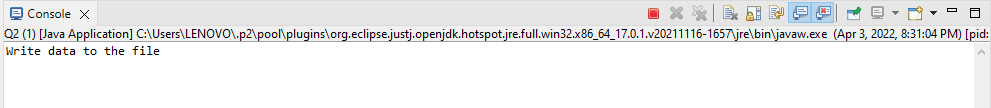 Console
Q2 (1) [Java Application] C:\Users\LENOVO\.p2\pool\plugins\org.eclipse.justj.openjdk.hotspot.jre.full.win32.x86_64_17.0.1.v20211116-1657\jre\bin\javaw.exe (Apr 3, 2022, 8:31:04 PM) [pid:
Write data to the file